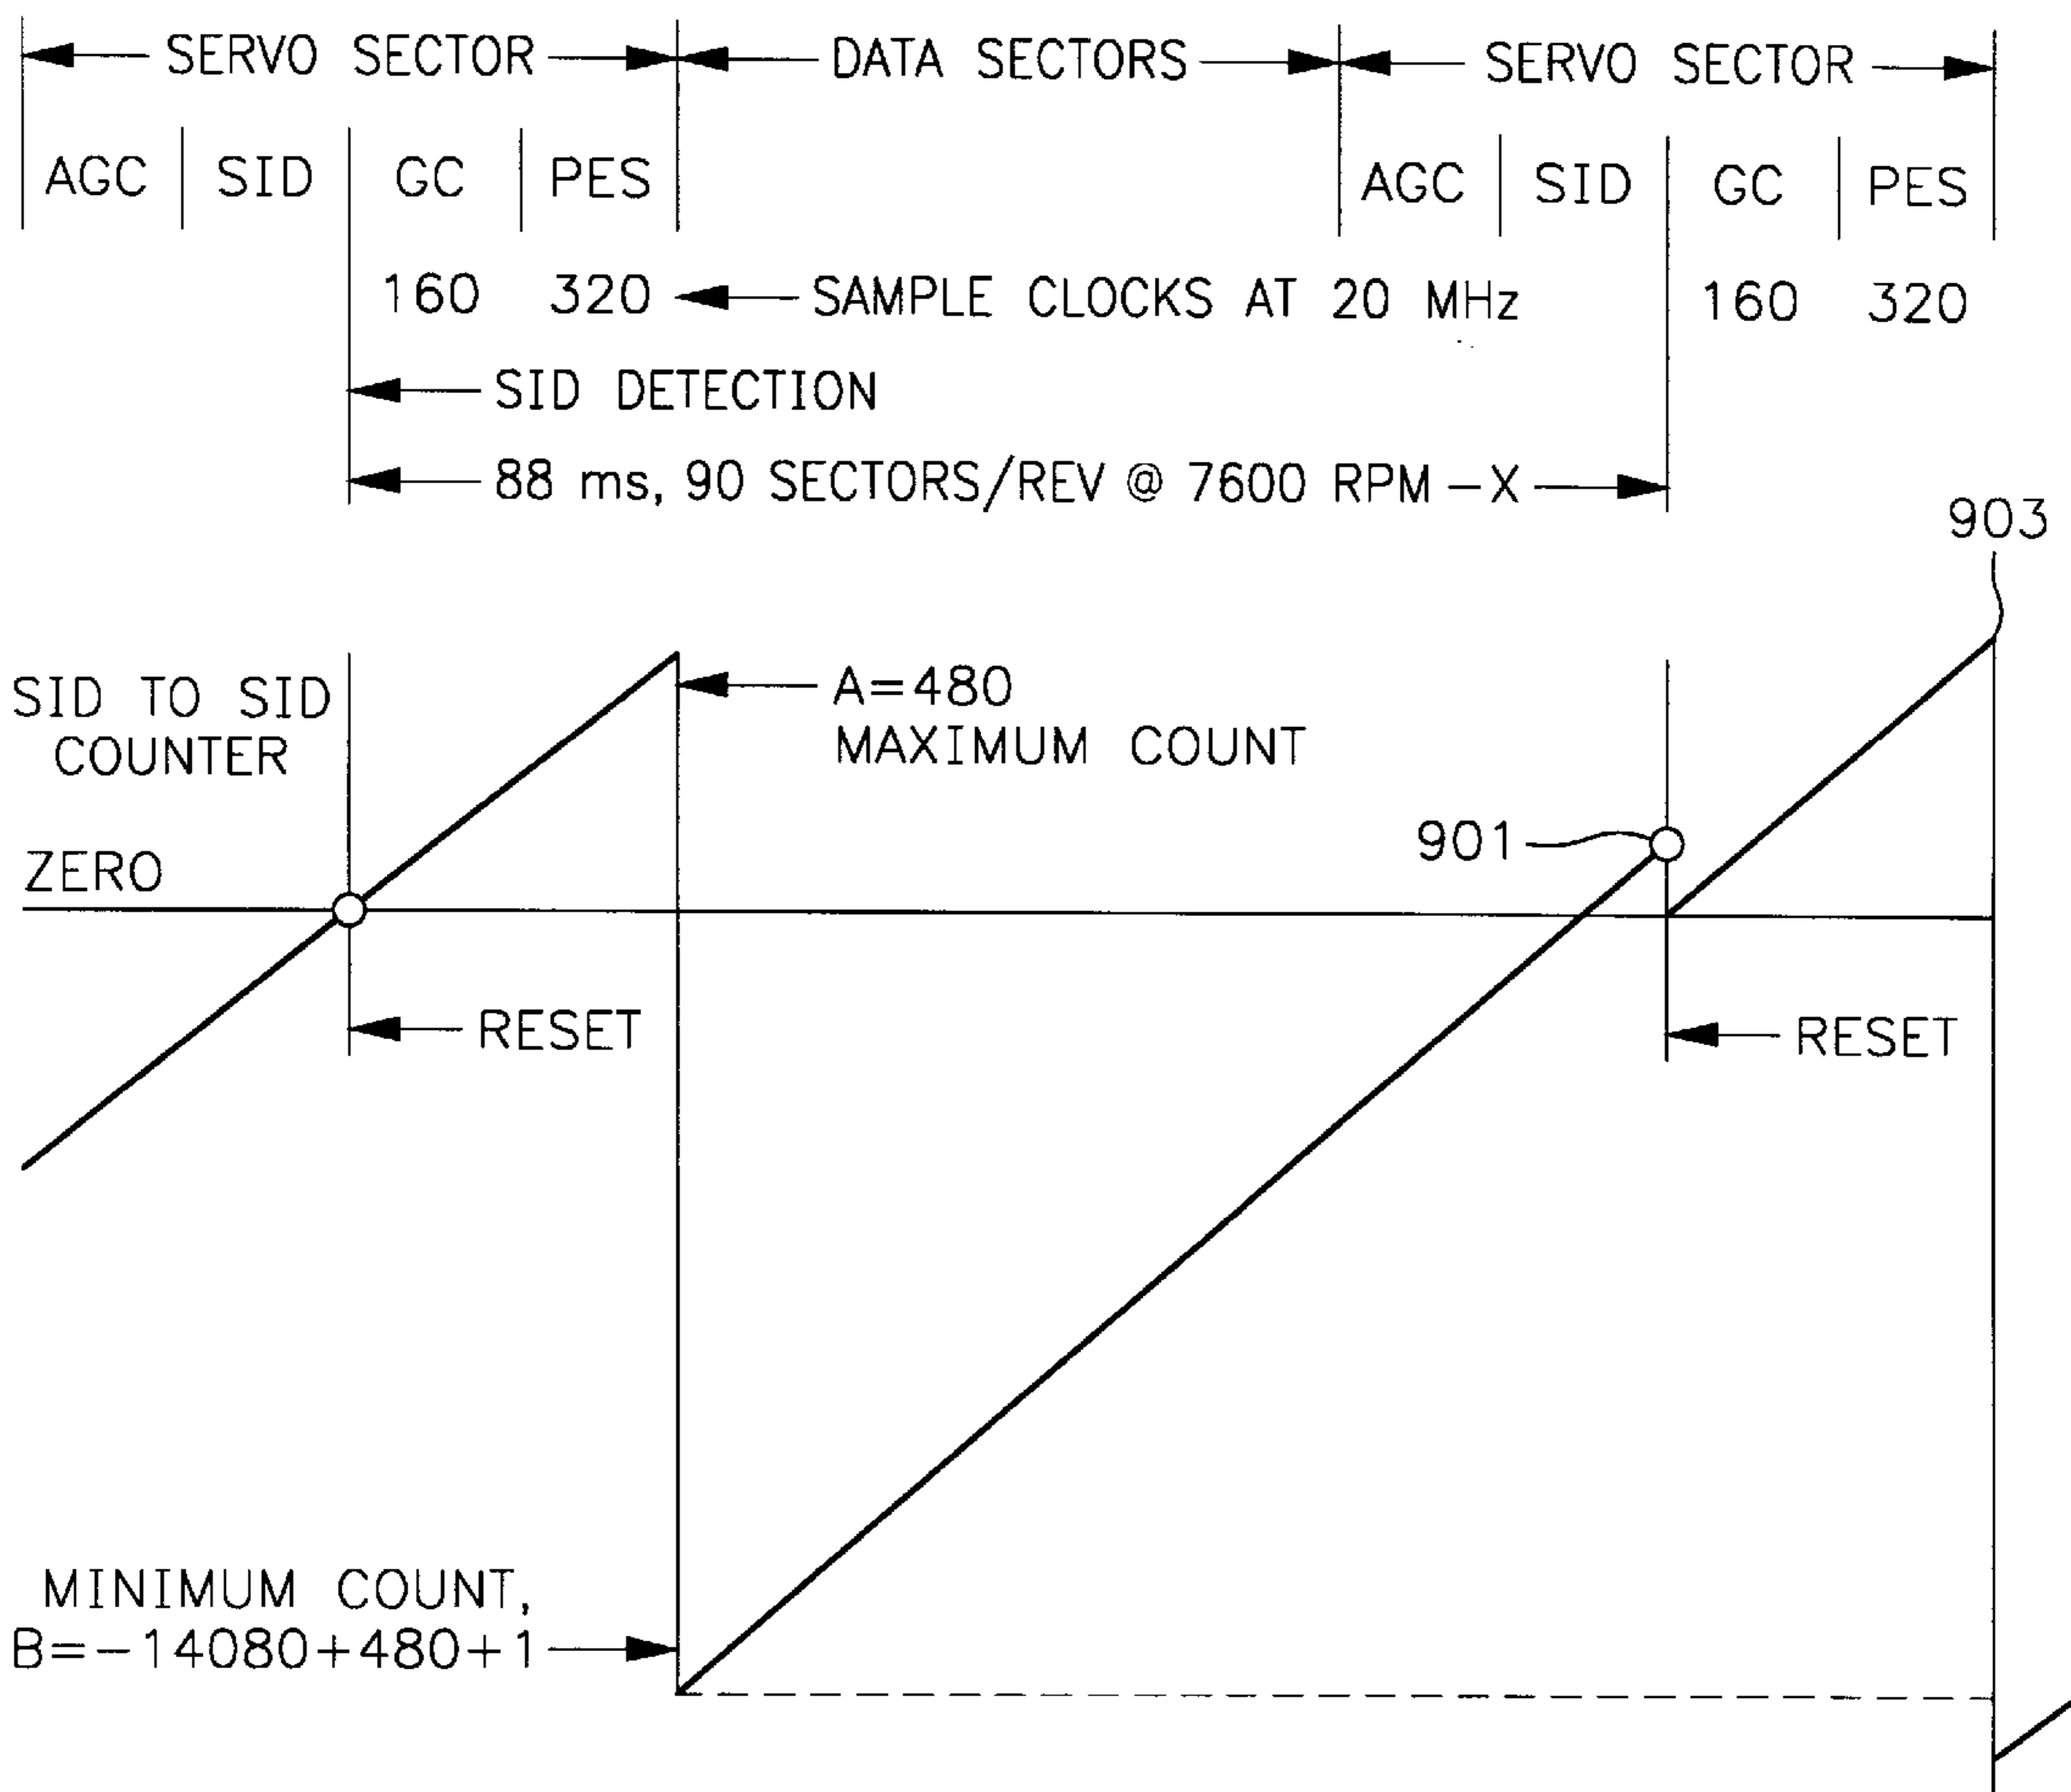 SERVO SECTOR DATA SECTORS SERVO SECTOR
AGC SID GC PES AGC SID GC PES
160 320 SAMPLE CLOCKS AT 20 MHz 160 320
SID DETECTION
88 ms, 90 SECTORS/REV @ 7600 RPM -X
903
SID TO SID
COUNTER
A=480
MAXIMUM COUNT
901
ZERO
RESET RESET
MINIMUM COUNT,
B=-14080+480+1